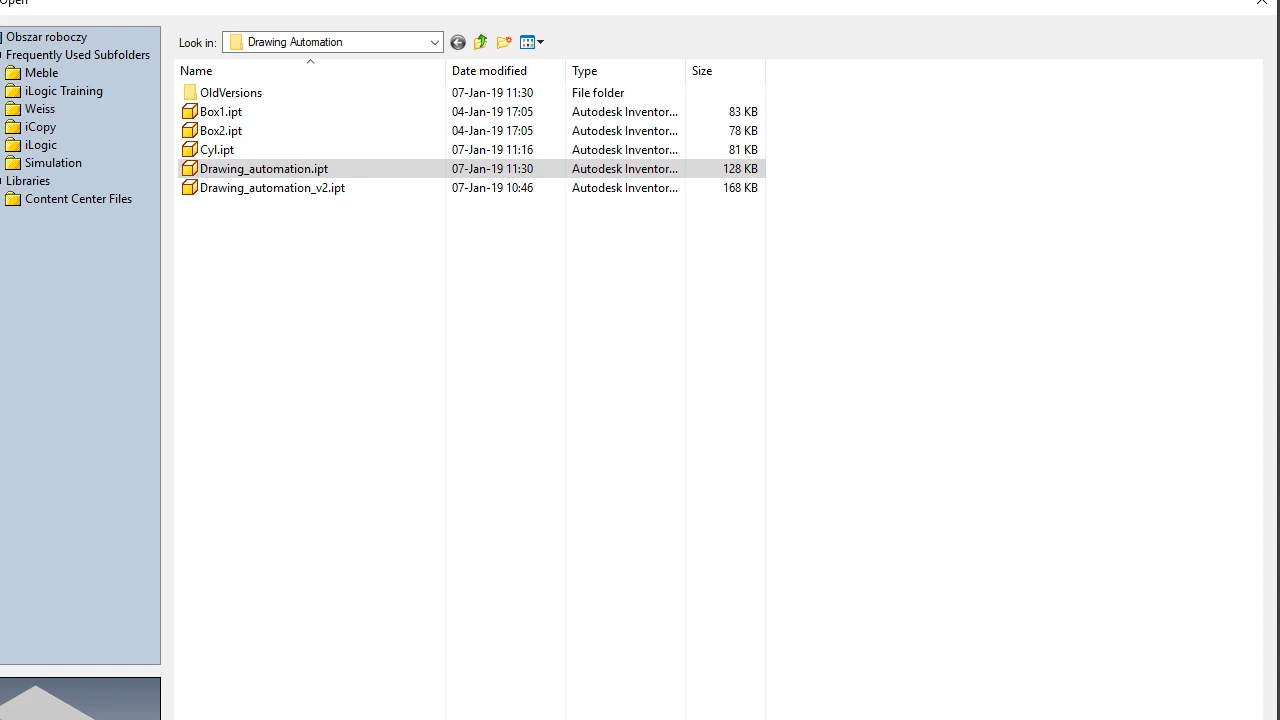 Open
Obszar roboczy
Frequently Used Subfolders
Meble
iLogic Training
Weiss
iCopy
iLogic
Simulation
Libraries
Content Center Files
Look in: Drawing Automation
Name Date modified Type Size
OldVersions 07-Jan-19 11:30 File folder
Box1.ipt 04-Jan-19 17:05 Autodesk Inventor... 83 KB
Box2.ipt 04-Jan-19 17:05 Autodesk Inventor... 78 KB
Cyl.ipt 07-Jan-19 11:16 Autodesk Inventor... 81 KB
Drawing_automation.ipt 07-Jan-19 11:30 Autodesk Inventor... 128 KB
Drawing_automation_v2.ipt 07-Jan-19 10:46 Autodesk Inventor... 168 KB